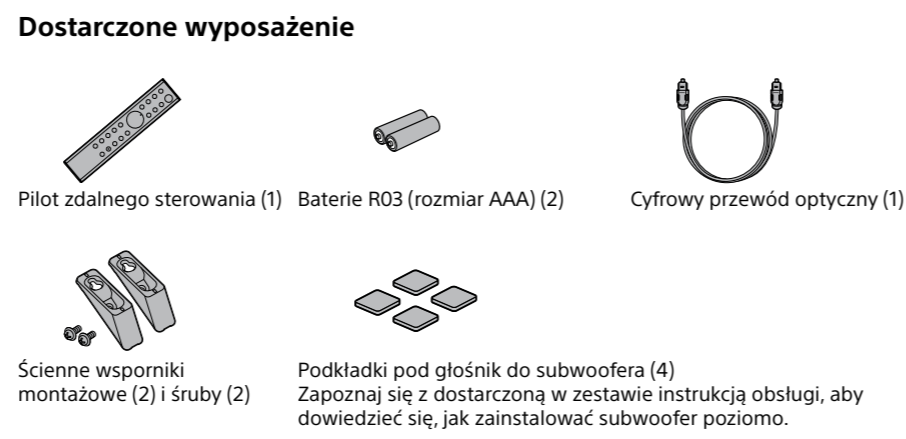 Dostarczone wyposażenie
Pilot zdalnego sterowania (1)
Baterie R03 (rozmiar AAA) (2)
Cyfrowy przewód optyczny (1)
Ścienne wsporniki
montażowe (2) i śruby (2)
Podkładki pod głośnik do subwoofera (4)
Zapoznaj się z dostarczoną w zestawie instrukcją obsługi, aby
dowiedzieć się, jak zainstalować subwoofer poziomo.